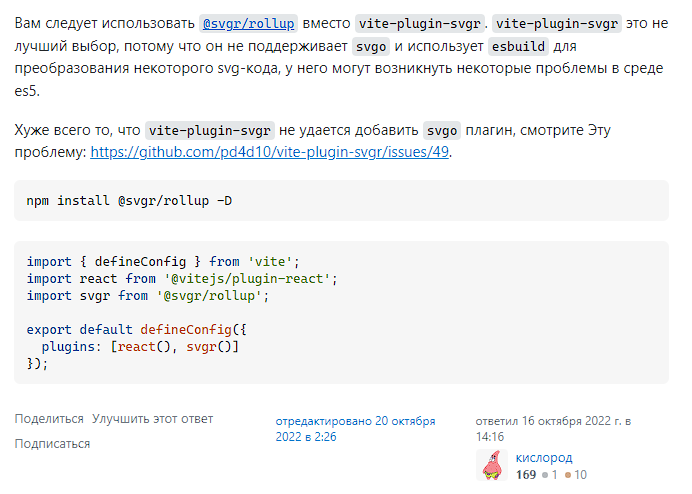 Вам следует использовать @svgr/rollup вместо vite-plugin-svgr. vite-plugin-svgr это не
лучший выбор, потому что он не поддерживает svgo и использует esbuild для
преобразования некоторого svg-кода, у него могут возникнуть некоторые проблемы в среде
es5.
Хуже всего то, что vite-plugin-svgr не удается добавить svgo плагин, смотрите Эту
проблему: https://github.com/pd4d10/vite-plugin-svgr/issues/49.
npm install @svgr/rollup -D
import { defineConfig } from 'vite';
import react from '@vitejs/plugin-react';
import svgr from '@svgr/rollup';
export default defineConfig({
  plugins: [react(), svgr()]
});
Поделиться Улучшить этот ответ
Подписаться
отредактировано 20 октября
2022 в 2:26
ответил 16 октября 2022 г. в
14:16
кислород
169 1 10